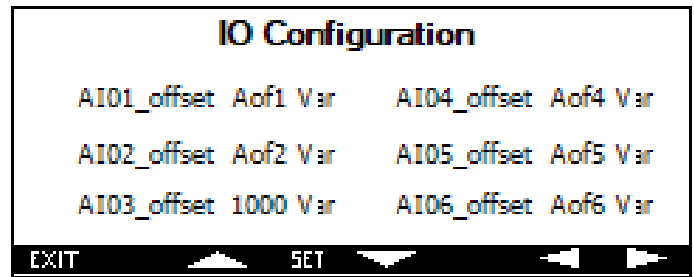 IO Configuration
AI01_offset Aof1 Var AI04_offset Aof4 Var
AI02_offset Aof2 Var AI05_offset Aof5 Var
AI03_offset 1000 Var AI06_offset Aof6 Var
EXIT SET